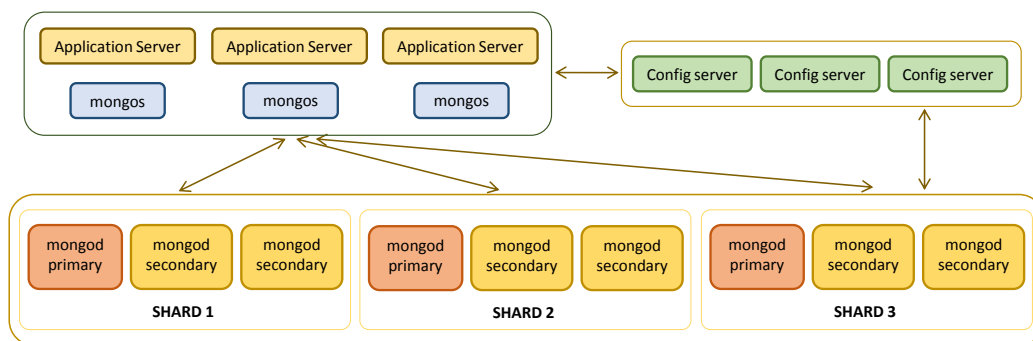 Application Server
Application Server
Application Server
mongos
mongos
mongos
Config server
Config server
Config server
mongod
primary
mongod
secondary
mongod
secondary
SHARD 1
mongod
primary
mongod
secondary
mongod
secondary
SHARD 2
mongod
primary
mongod
secondary
mongod
secondary
SHARD 3